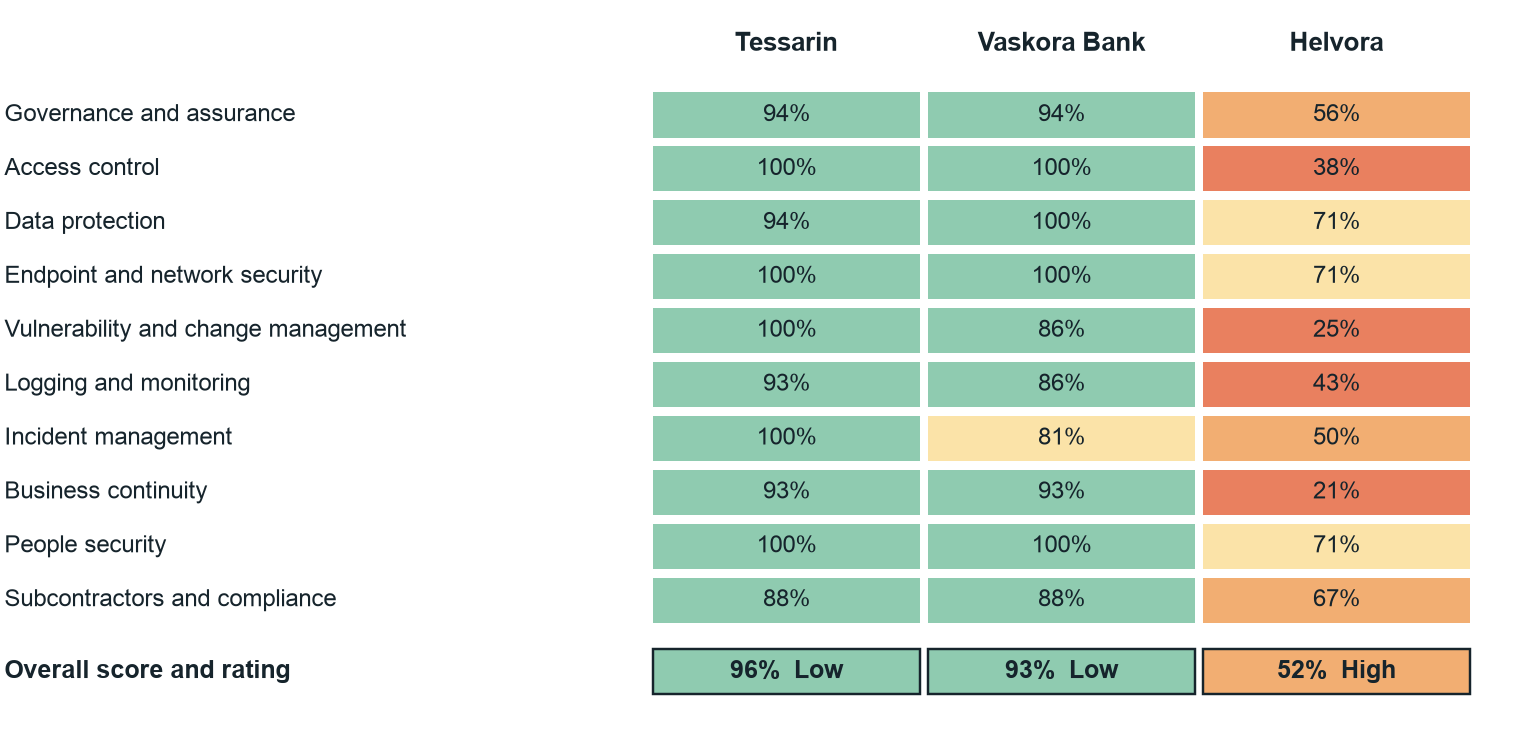 Tessarin Vaskora Bank Helvora
Governance and assurance 94% 94% 56%
Access control 100% 100% 38%
Data protection 94% 100% 71%
Endpoint and network security 100% 100% 71%
Vulnerability and change management 100% 86% 25%
Logging and monitoring 93% 86% 43%
Incident management 100% 81% 50%
Business continuity 93% 93% 21%
People security 100% 100% 71%
Subcontractors and compliance 88% 88% 67%
Overall score and rating 96% Low 93% Low 52% High